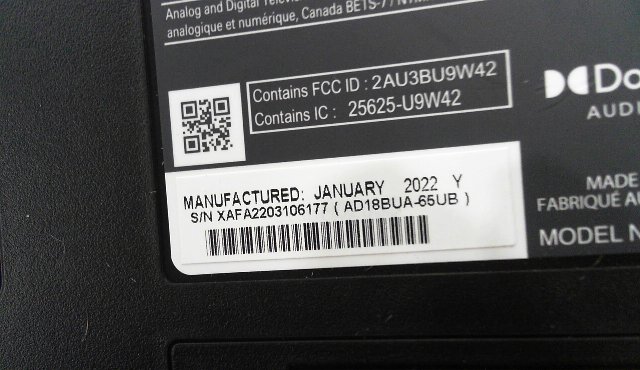 Analog and Digital
analogique et numérique, Canada BETS-7 /
Contains FCC ID : 2AU3BU9W42
Contains IC : 25625-U9W42
AUDI
MANUFACTURED: JANUARY 2022 Y
S/N XAFA2203106177 ( AD18BUA-65UB )
MADE
FABRIQUÉ AU
MODEL N